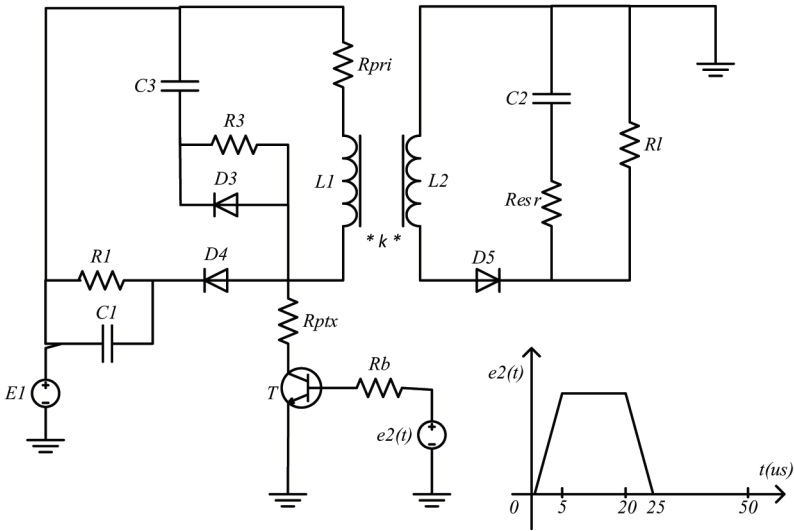 Rpri
C3
C2
R3
Rl
D3
L1
L2
Resr
* k *
R1
D4
D5
C1
Rptx
Rb
T
E1
e2(t)
e2(t)
t(us)
0 5 20 25 50